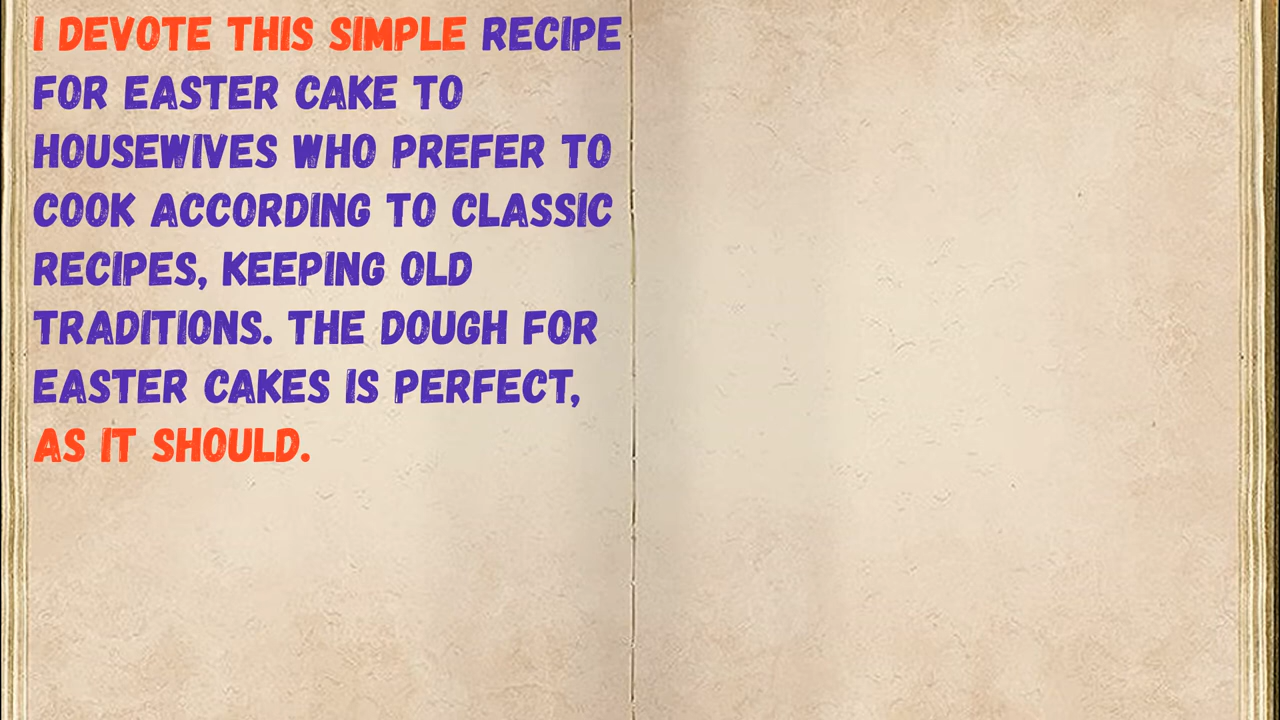 I DEVOTE THIS SIMPLE RECIPE
FOR EASTER CAKE TO
HOUSEWIVES WHO PREFER TO
COOK ACCORDING TO CLASSIC
RECIPES, KEEPING OLD
TRADITIONS. THE DOUGH FOR
EASTER CAKES IS PERFECT,
AS IT SHOULD.